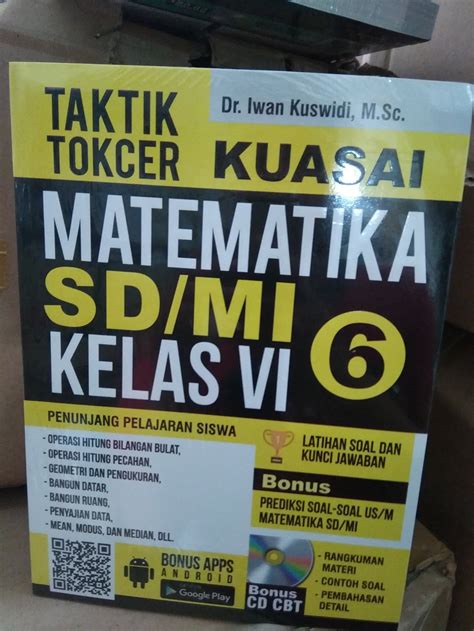 Dr. Iwan Kuswidi, M.Sc.
TAKTIK
TOKCER
KUASAI
MATEMATIKA
SD/MI
KELAS VI
6
PENUNJANG PELAJARAN SISWA
- OPERASI HITUNG BILANGAN BULAT,
- OPERASI HITUNG PECAHAN,
- GEOMETRI DAN PENGUKURAN,
- BANGUN DATAR,
- BANGUN RUANG,
- PENYAJIAN DATA,
- MEAN, MODUS, DAN MEDIAN, DLL.
LATIHAN SOAL DAN
KUNCI JAWABAN
Bonus
PREDIKSI SOAL-SOAL US/M
MATEMATIKA SD/MI
- RANGKUMAN
MATERI
- CONTOH SOAL
- PEMBAHASAN
DETAIL
Bonus
CD CBT
BONUS APPS
ANDROID
Google Play